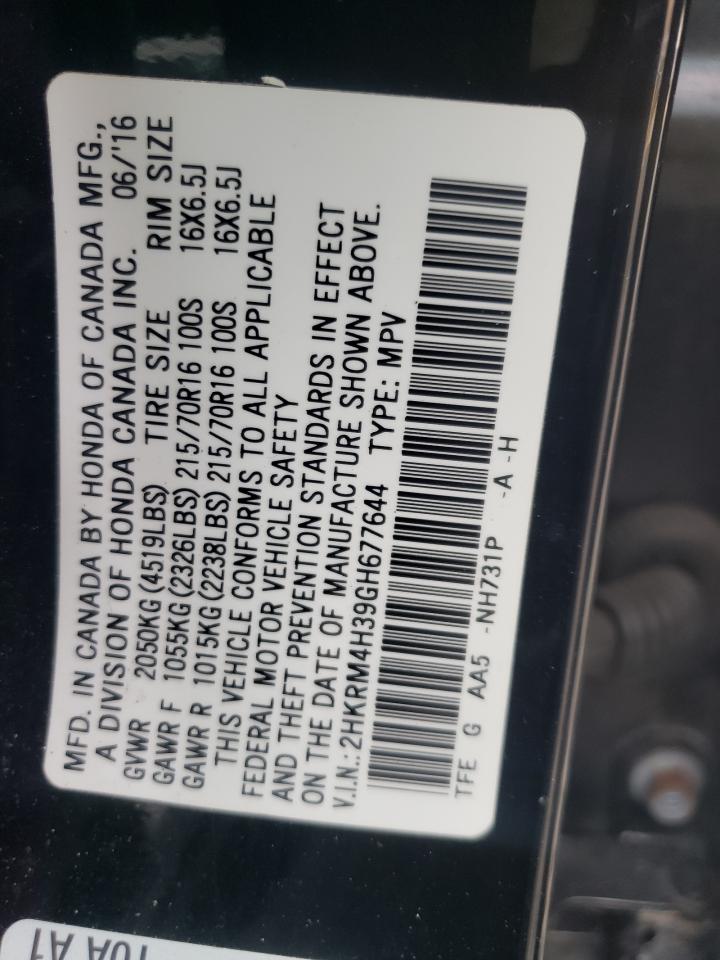 MFD. IN CANADA BY HONDA OF CANADA MFG.,
A DIVISION OF HONDA CANADA INC. 06/'16
GVWR 2050KG(4519LBS) TIRE SIZE RIM SIZE
GAWR F 1055KG(2326LBS) 215/70R16 100S 16X6.5J
GAWR R 1015KG(2238LBS) 215/70R16 100S 16X6.5J
THIS VEHICLE CONFORMS TO ALL APPLICABLE
FEDERAL MOTOR VEHICLE SAFETY
AND THEFT PREVENTION STANDARDS IN EFFECT
ON THE DATE OF MANUFACTURE SHOWN ABOVE.
V.I.N.: 2HKRM4H39GH677644 TYPE: MPV
TFE G AA5 -NH731P -A -H